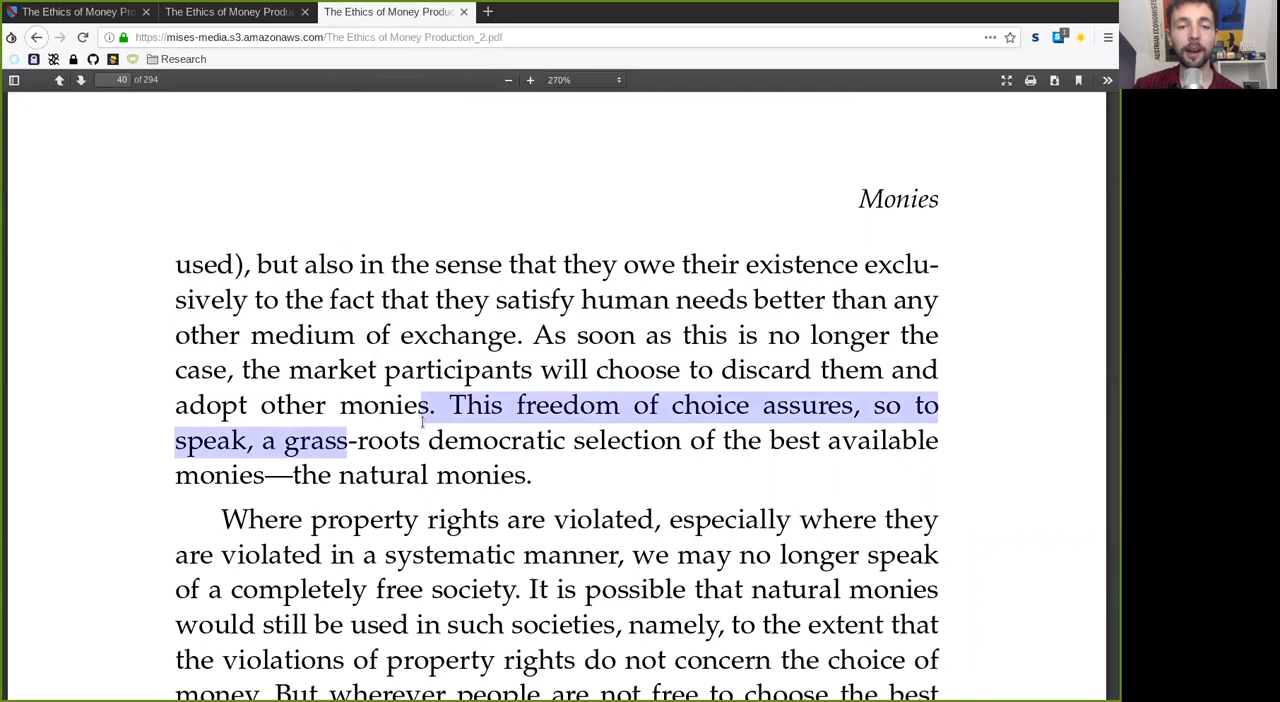 The Ethics of Money Pro
The Ethics of Money Produ
The Ethics of Money Produc
https://mises-media.s3.amazonaws.com/The Ethics of Money Production_2.pdf
Research
40 of 294
270%
AUSTRIAN ECONOMISTS
Monies
used), but also in the sense that they owe their existence exclu-
sively to the fact that they satisfy human needs better than any
other medium of exchange. As soon as this is no longer the
case, the market participants will choose to discard them and
adopt other monies. This freedom of choice assures, so to
speak, a grass-roots democratic selection of the best available
monies—the natural monies.
Where property rights are violated, especially where they
are violated in a systematic manner, we may no longer speak
of a completely free society. It is possible that natural monies
would still be used in such societies, namely, to the extent that
the violations of property rights do not concern the choice of
money. But wherever people are not free to choose the best